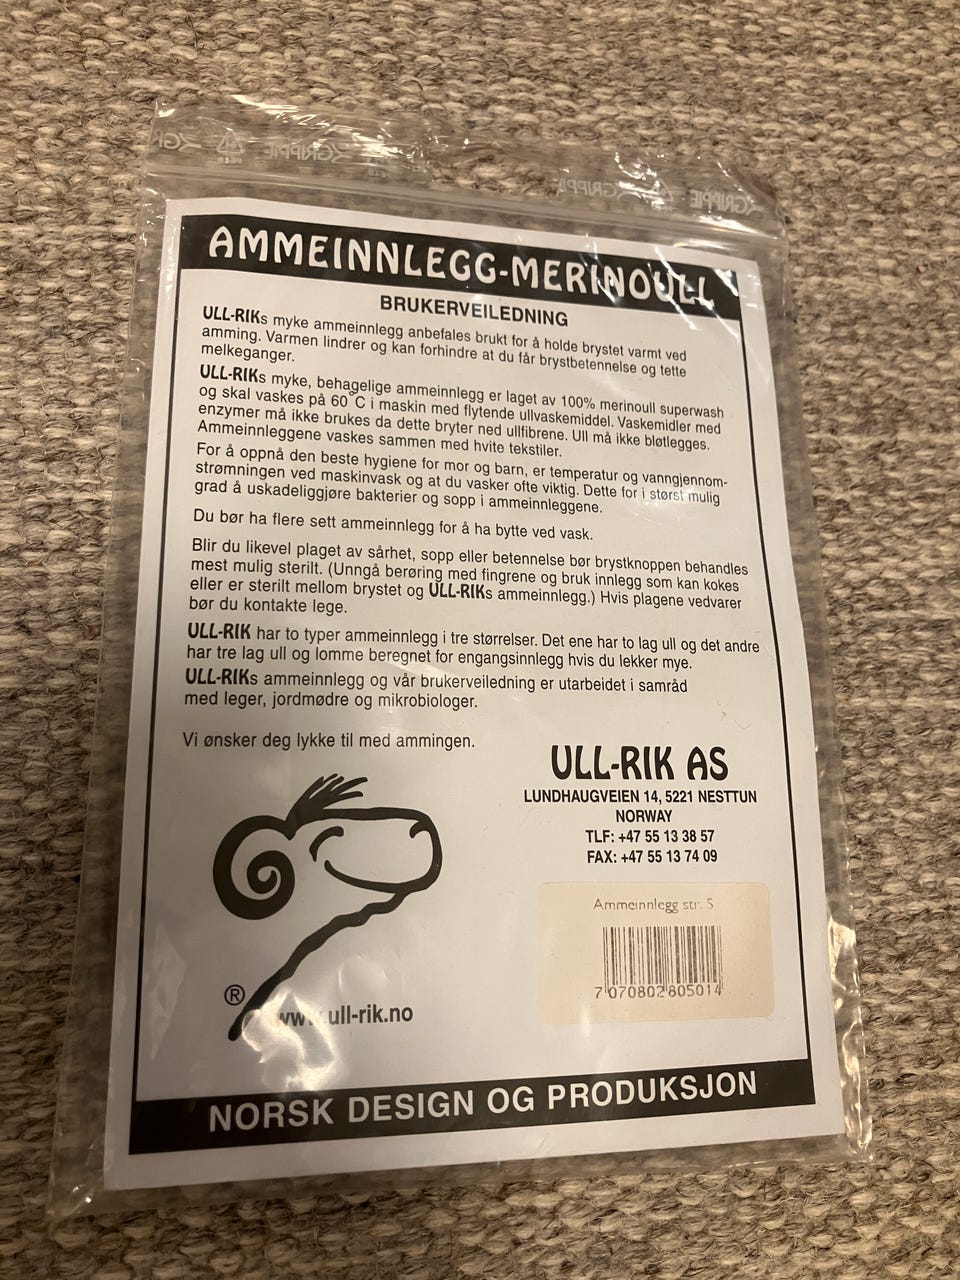 GRIPPIE
GRIPPIE
GRIPPIE
AMMEINNLEGG-MERINOULL
BRUKERVEILEDNING
ULL-RIKs myke ammeinnlegg anbefales brukt for å holde brystet varmt ved
amming. Varmen lindrer og kan forhindre at du får brystbetennelse og tette
melkeganger.
ULL-RIKs myke, behagelige ammeinnlegg er laget av 100% merinoull superwash
og skal vaskes på 60°C i maskin med flytende ullvaskemiddel. Vaskemidler med
enzymer må ikke brukes da dette bryter ned ullfibrene. Ull må ikke bløtlegges.
Ammeinnleggene vaskes sammen med hvite tekstiler.
For å oppnå den beste hygiene for mor og barn, er temperatur og vanngjennom-
strømningen ved maskinvask og at du vasker ofte viktig. Dette for i størst mulig
grad å uskadeliggjøre bakterier og sopp i ammeinnleggene.
Du bør ha flere sett ammeinnlegg for å ha bytte ved vask.
Blir du likevel plaget av sårhet, sopp eller betennelse bør brystknoppen behandles
mest mulig sterilt. (Unngå berøring med fingrene og bruk innlegg som kan kokes
eller er sterilt mellom brystet og ULL-RIKs ammeinnlegg.) Hvis plagene vedvarer
bør du kontakte lege.
ULL-RIK har to typer ammeinnlegg i tre størrelser. Det ene har to lag ull og det andre
har tre lag ull og lomme beregnet for engangsinnlegg hvis du lekker mye.
ULL-RIKs ammeinnlegg og vår brukerveiledning er utarbeidet i samråd
med leger, jordmødre og mikrobiologer.
Vi ønsker deg lykke til med ammingen.
ULL-RIK AS
LUNDHAUGVEIEN 14, 5221 NESTTUN
NORWAY
TLF: +47 55 13 38 57
FAX: +47 55 13 74 09
Ammeinnlegg str. S
7 070802 805014
®
www.ull-rik.no
NORSK DESIGN OG PRODUKSJON